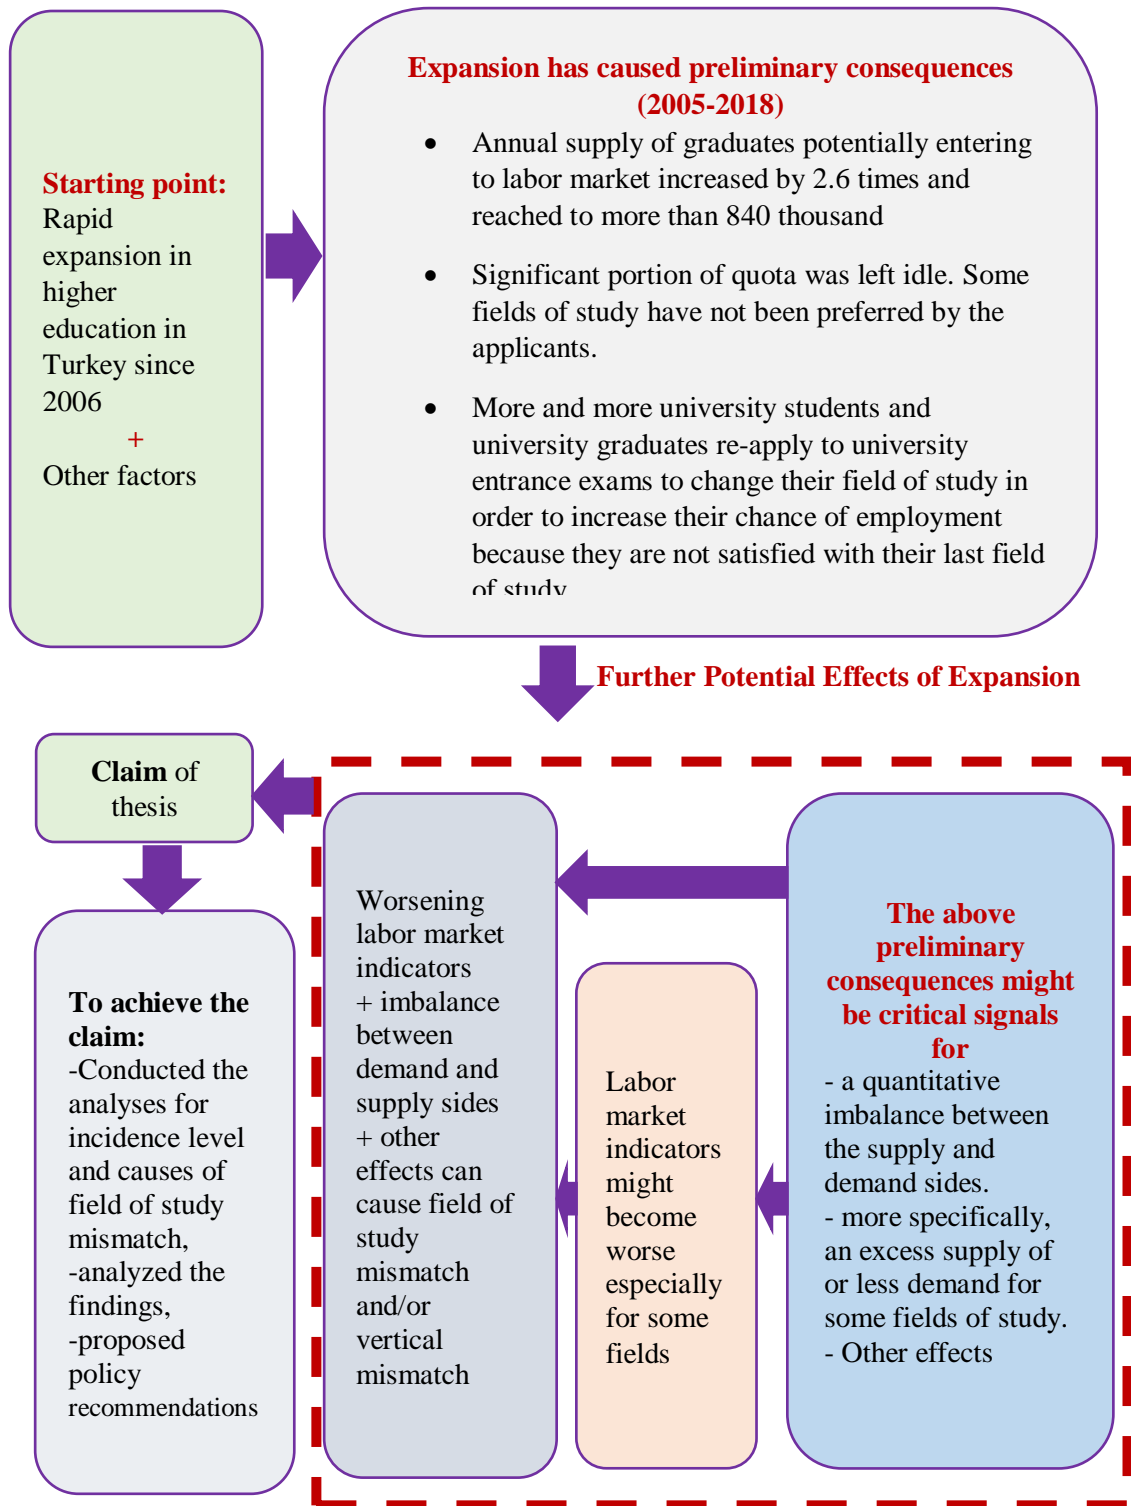 Starting point:
Rapid
expansion in
higher
education in
Turkey since
2006
+
Other factors
Expansion has caused preliminary consequences
(2005-2018)
• Annual supply of graduates potentially entering
to labor market increased by 2.6 times and
reached to more than 840 thousand
• Significant portion of quota was left idle. Some
fields of study have not been preferred by the
applicants.
• More and more university students and
university graduates re-apply to university
entrance exams to change their field of study in
order to increase their chance of employment
because they are not satisfied with their last field
of study
Further Potential Effects of Expansion
The above
preliminary
consequences might
be critical signals
for
- a quantitative
imbalance between
the supply and
demand sides.
- more specifically,
an excess supply of
or less demand for
some fields of study.
- Other effects
Labor
market
indicators
might
become
worse
especially
for some
fields
Worsening
labor market
indicators
+ imbalance
between
demand and
supply sides
+ other
effects can
cause field of
study
mismatch
and/or
vertical
mismatch
Claim of
thesis
To achieve the
claim:
-Conducted the
analyses for
incidence level
and causes of
field of study
mismatch,
-analyzed the
findings,
-proposed
policy
recommendations